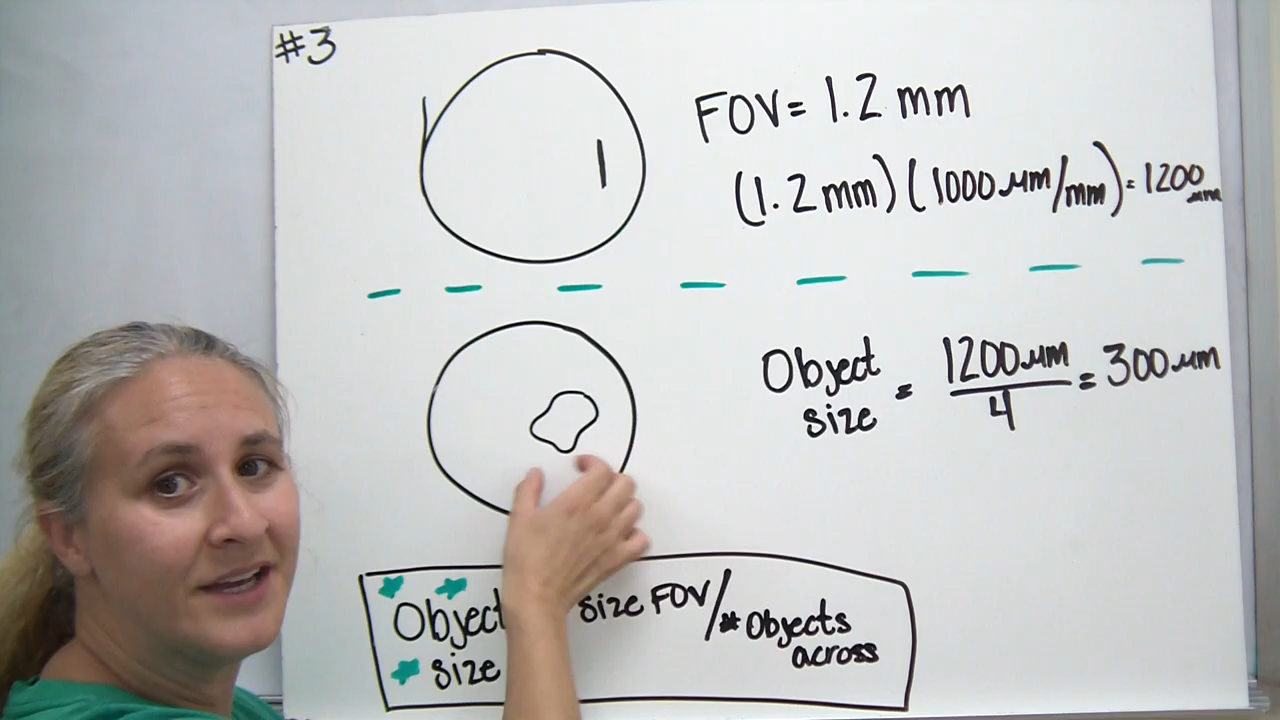 #3
FOV = 1.2 mm
(1.2 mm) (1000 μm/mm) = 1200 μm
Object size = 1200 μm / 4 = 300 μm
Object size size FOV / # Objects across